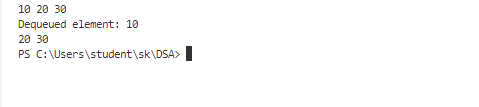 10 20 30
Dequeued element: 10
20 30
PS C:\Users\student\sk\DSA>